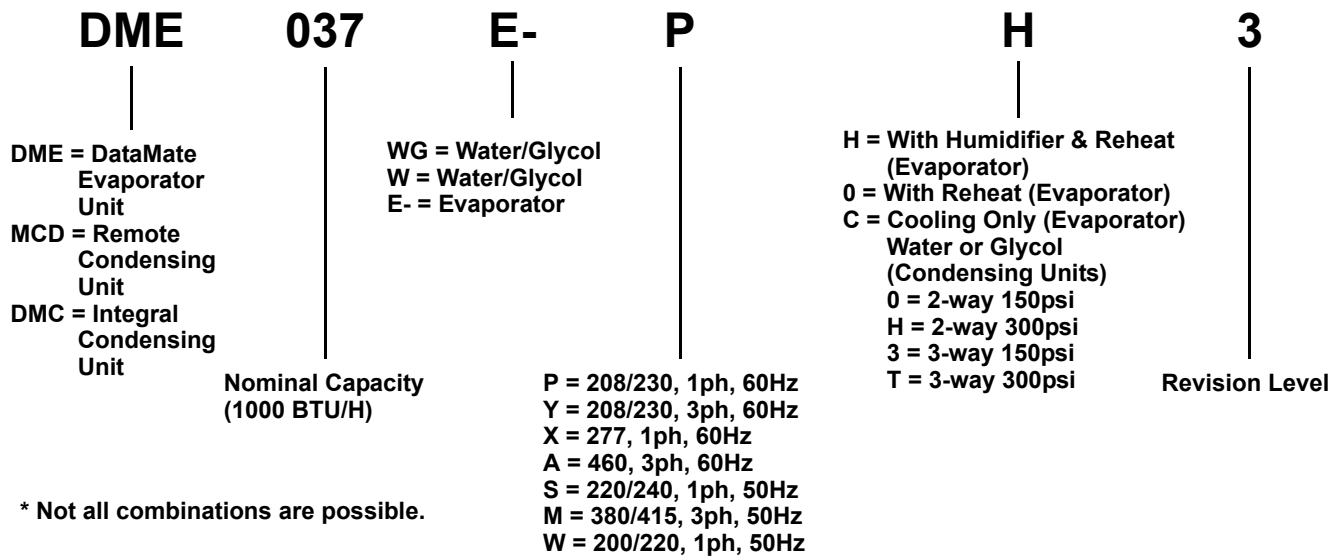 DME 037 E- P H 3
DME = DataMate
Evaporator
Unit
MCD = Remote
Condensing
Unit
DMC = Integral
Condensing
Unit
Nominal Capacity
(1000 BTU/H)
WG = Water/Glycol
W = Water/Glycol
E- = Evaporator
P = 208/230, 1ph, 60Hz
Y = 208/230, 3ph, 60Hz
X = 277, 1ph, 60Hz
A = 460, 3ph, 60Hz
S = 220/240, 1ph, 50Hz
M = 380/415, 3ph, 50Hz
W = 200/220, 1ph, 50Hz
H = With Humidifier & Reheat
(Evaporator)
0 = With Reheat (Evaporator)
C = Cooling Only (Evaporator)
Water or Glycol
(Condensing Units)
0 = 2-way 150psi
H = 2-way 300psi
3 = 3-way 150psi
T = 3-way 300psi
Revision Level
* Not all combinations are possible.